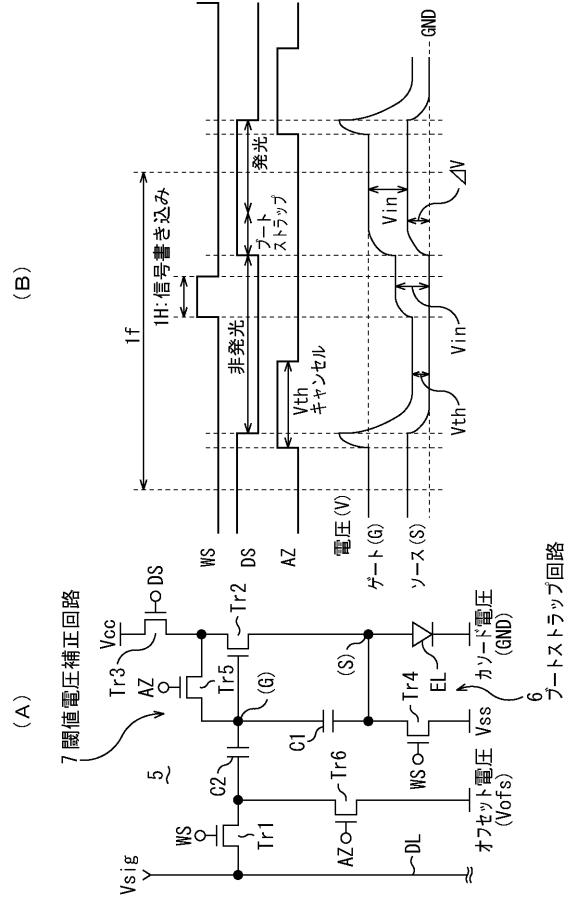 (A)
7 閾値電圧補正回路
Vcc
DS
Tr3
AZ
Tr5
Tr2
5
(G)
C2
Vsig
WS
Tr1
C1
(S)
Tr6
AZ
WS
Tr4
EL
DL
オフセット電圧
(Vofs)
Vss
カソード電圧
(GND)
6
ブートストラップ回路
(B)
1f
1H:信号書き込み
WS
DS
非発光
ブート
ストラップ
発光
AZ
Vth
キャンセル
電圧(V)
ゲート(G)
ソース(S)
Vin
GND
Vth
Vin
⊿V